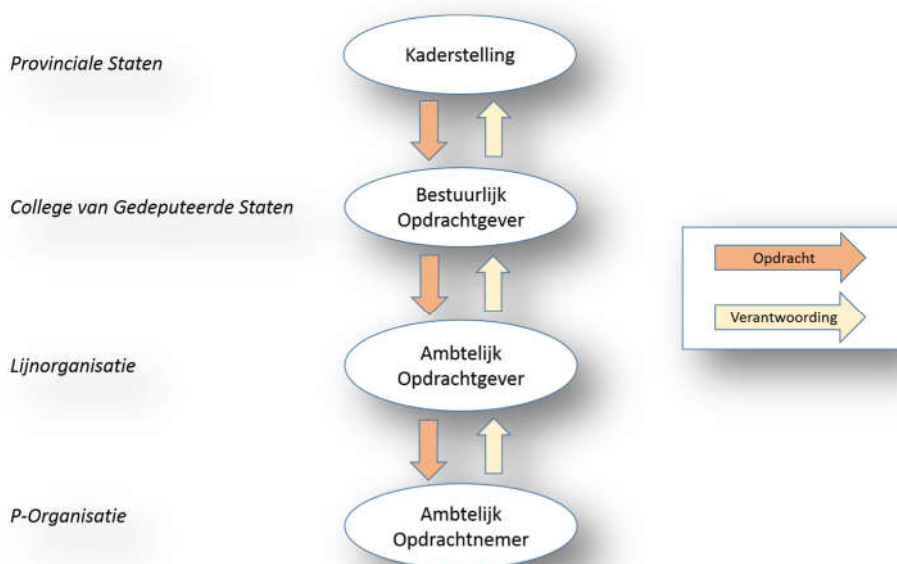 Provinciale Staten
Kaderstelling
College van Gedeputeerde Staten
Bestuurlijk
Opdrachtgever
Opdracht
Verantwoording
Lijnorganisatie
Ambtelijk
Opdrachtgever
P-Organisatie
Ambtelijk
Opdrachtnemer